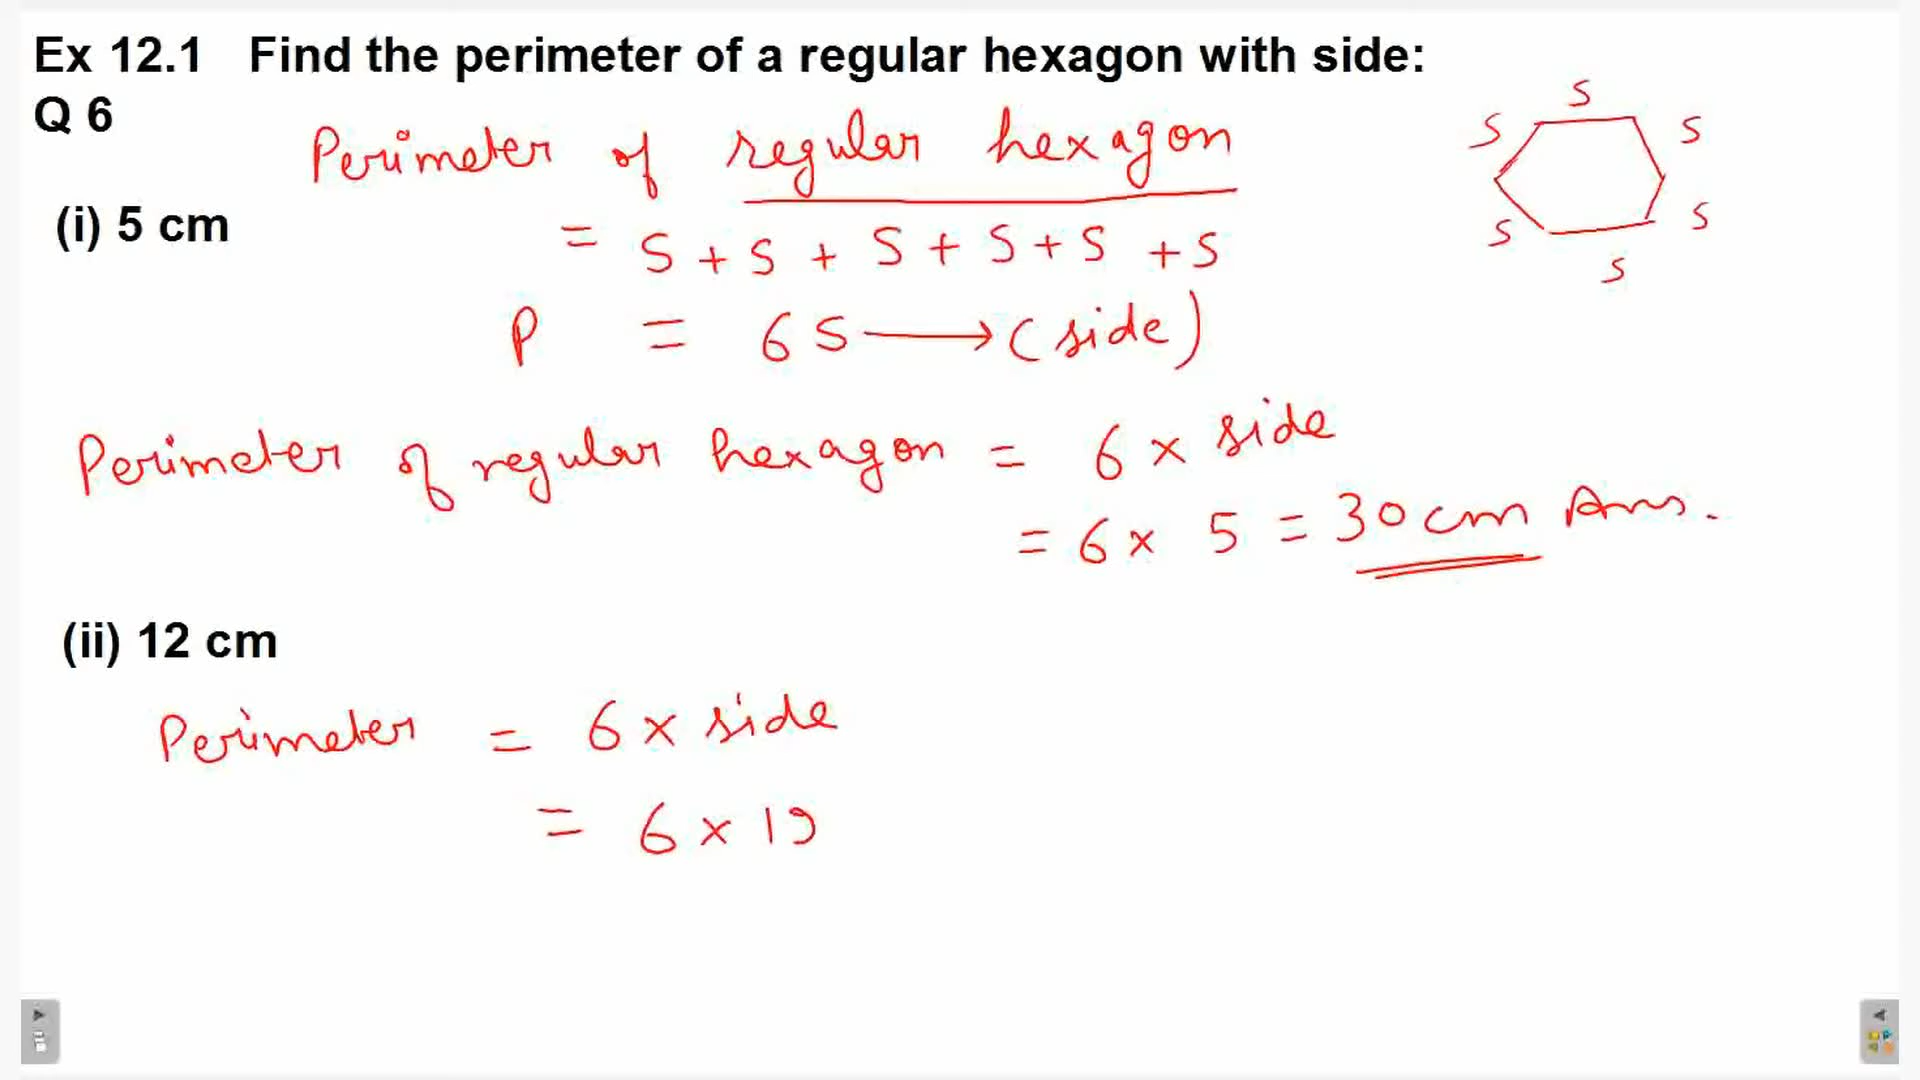 Ex 12.1 Find the perimeter of a regular hexagon with side:
Q 6
Perimeter of regular hexagon
(i) 5 cm
= S + S + S + S + S + S
P = 6 S → (side)
S
S
S
S
S
S
Perimeter of regular hexagon = 6 × side
= 6 × 5 = 30 cm Ans.
(ii) 12 cm
Perimeter = 6 × side
= 6 × 1